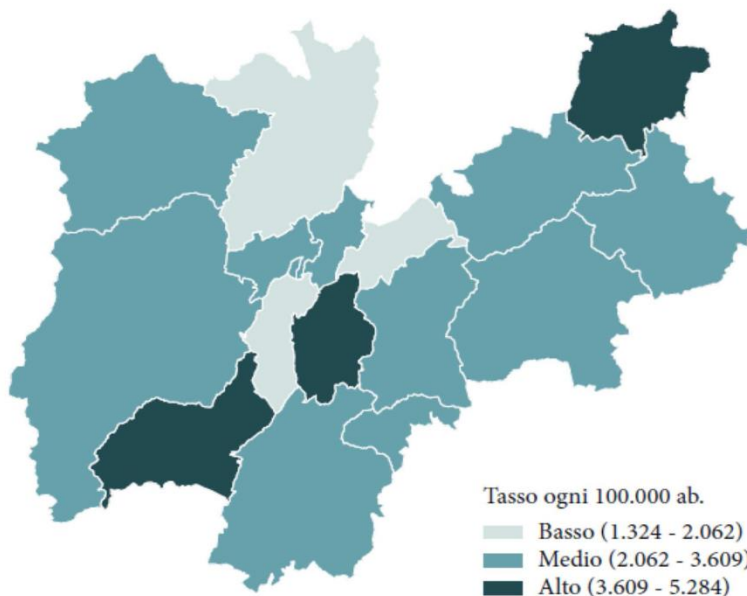 Tasso ogni 100.000 ab.
Basso (1.324 - 2.062)
Medio (2.062 - 3.609)
Alto (3.609 - 5.284)